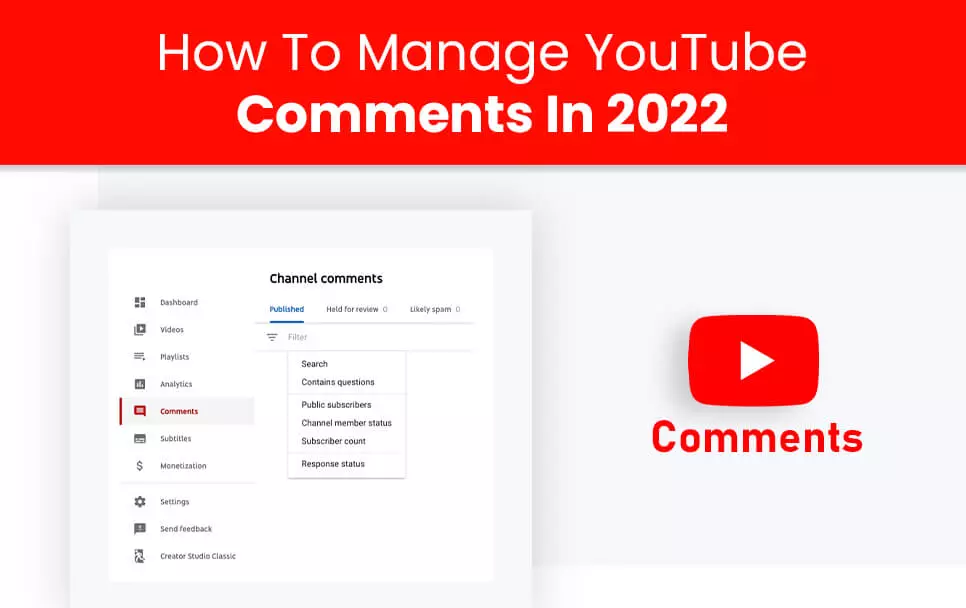 How To Manage YouTube
Comments In 2022
Channel comments
Published Held for review 0 Likely spam 0
Filter
Search
Contains questions
Public subscribers
Channel member status
Subscriber count
Response status
Dashboard
Videos
Playlists
Analytics
Comments
Subtitles
Monetization
Settings
Send feedback
Creator Studio Classic
Comments